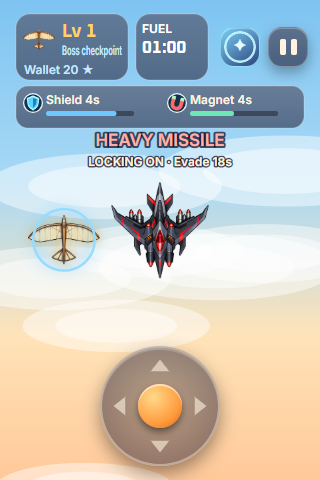 Lv 1
Boss checkpoint
Wallet 20 ★
FUEL
01:00
Shield 4s
Magnet 4s
HEAVY MISSILE
LOCKING ON • Evade 18s